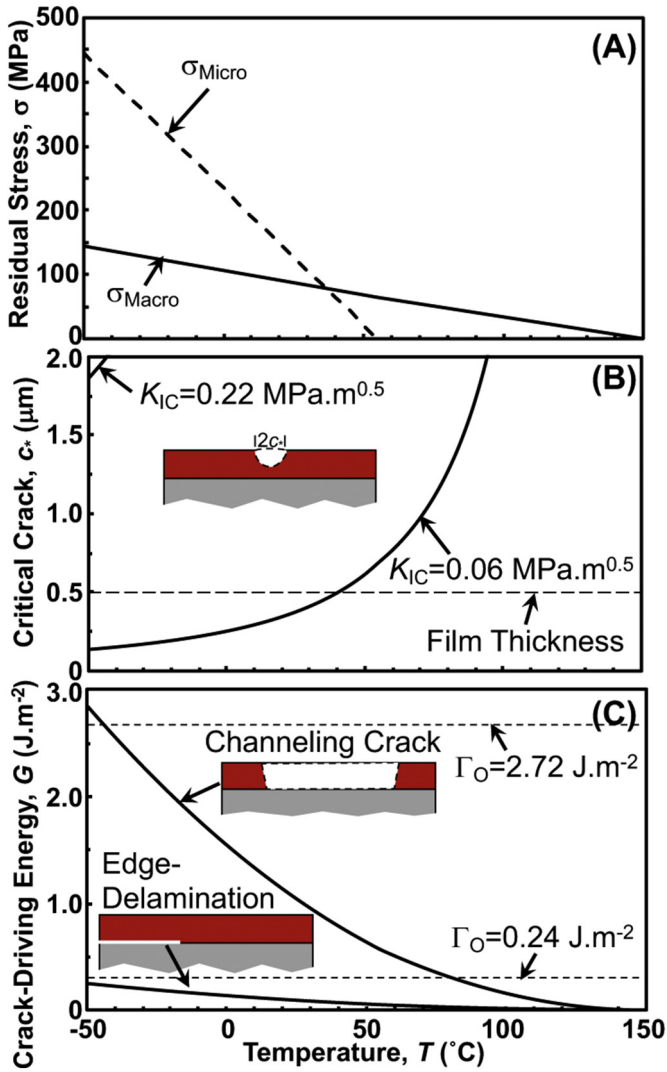 500
400
300
200
100
0
Residual Stress, σ (MPa)
(A)
σMicro
σMacro
2.0
1.5
1.0
0.5
0
Critical Crack, c* (μm)
(B)
KIC=0.22 MPa.m0.5
|2c*|
KIC=0.06 MPa.m0.5
Film Thickness
3.0
2.0
1.0
0
Crack-Driving Energy, G (J.m-2)
(C)
Channeling Crack
ΓO=2.72 J.m-2
Edge-
Delamination
ΓO=0.24 J.m-2
-50 0 50 100 150
Temperature, T (˚C)